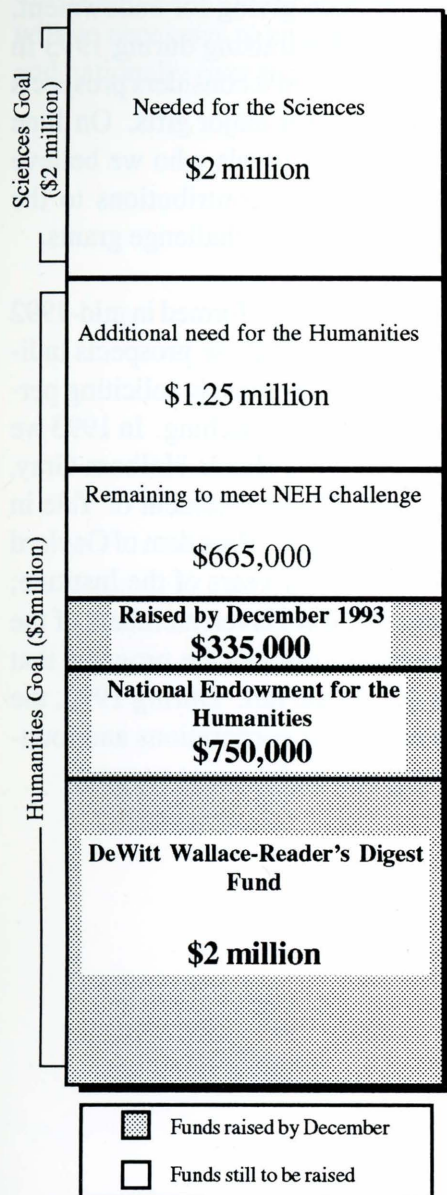 Sciences Goal
($2 million)
Needed for the Sciences
$2 million
Additional need for the Humanities
$1.25 million
Humanities Goal ($5million)
Remaining to meet NEH challenge
$665,000
Raised by December 1993
$335,000
National Endowment for the
Humanities
$750,000
DeWitt Wallace-Reader's Digest
Fund
$2 million
Funds raised by December
Funds still to be raised